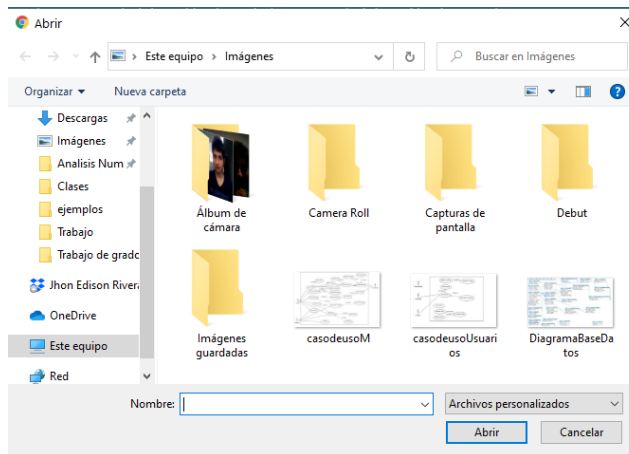 Abrir
Este equipo > Imágenes
Buscar en Imágenes
Organizar
Nueva carpeta
Descargas
Imágenes
Analisis Num
Clases
ejemplos
Trabajo
Trabajo de grado
Jhon Edison River
OneDrive
Este equipo
Red
Álbum de
cámara
Camera Roll
Capturas de
pantalla
Debut
Imágenes
guardadas
casodeusoM
casodeusoUsuari
os
DiagramaBaseDa
tos
Nombre:
Archivos personalizados
Abrir
Cancelar